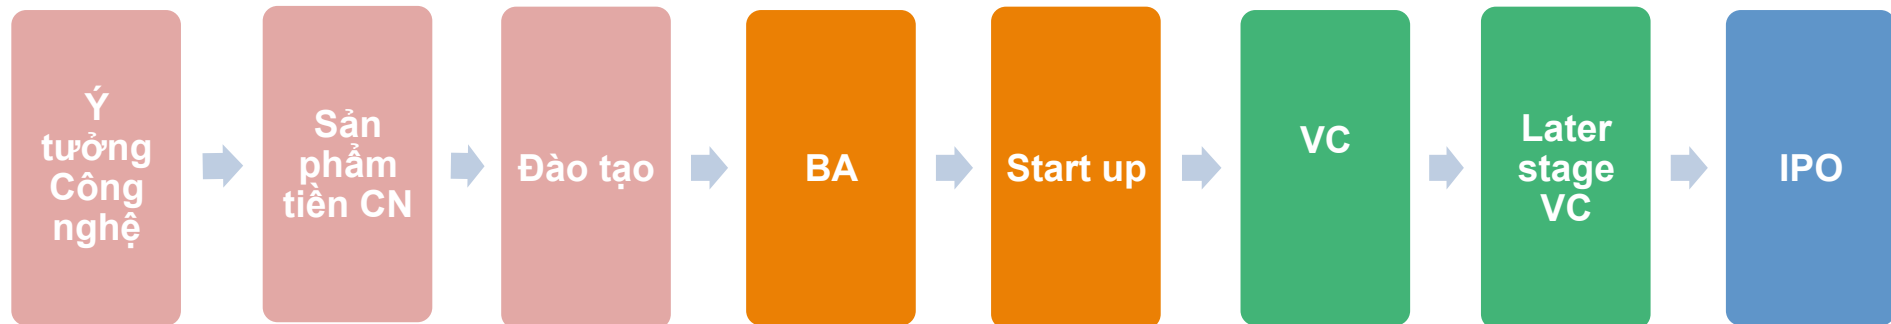 Ý
tưởng
Công
nghệ
Sản
phẩm
tiền CN
Đào tạo
BA
Start up
VC
Later
stage
VC
IPO